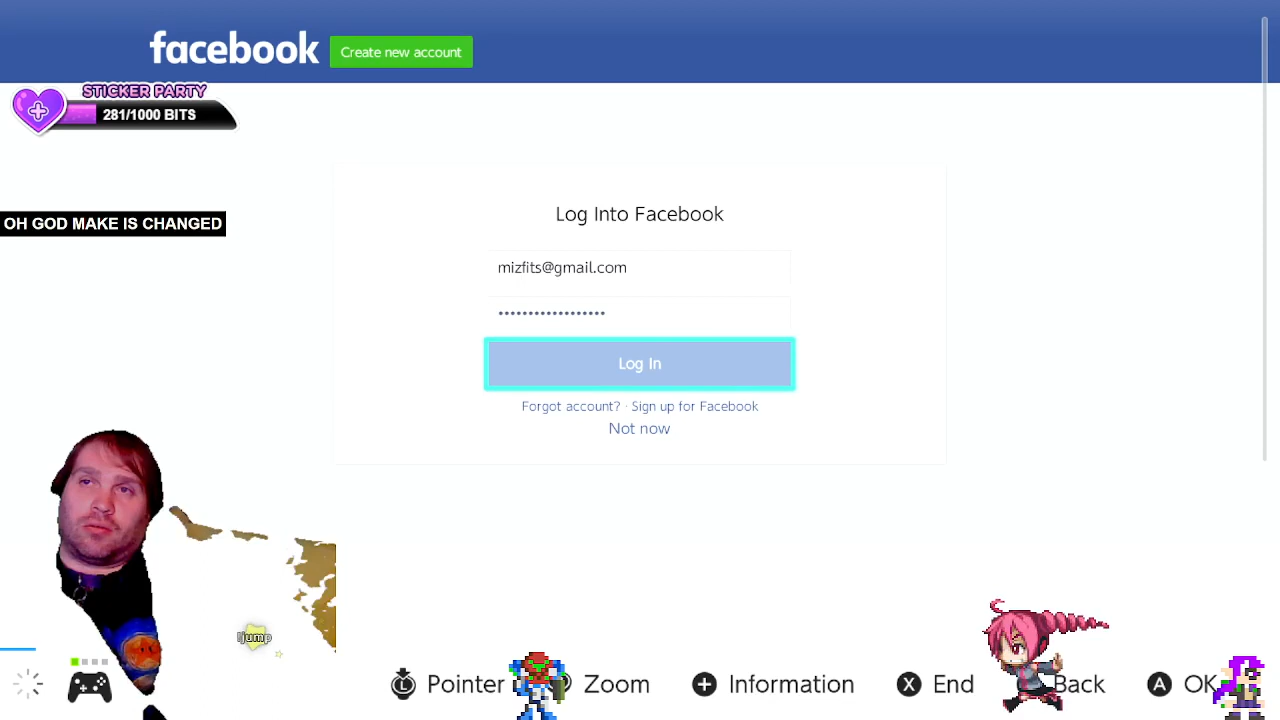 facebook
Create new account
STICKER PARTY
281/1000 BITS
OH GOD MAKE IS CHANGED
Log Into Facebook
mizfits@gmail.com
••••••••••••••••••
Log In
Forgot account? · Sign up for Facebook
Not now
!jump
L Pointer Zoom + Information X End Back A OK